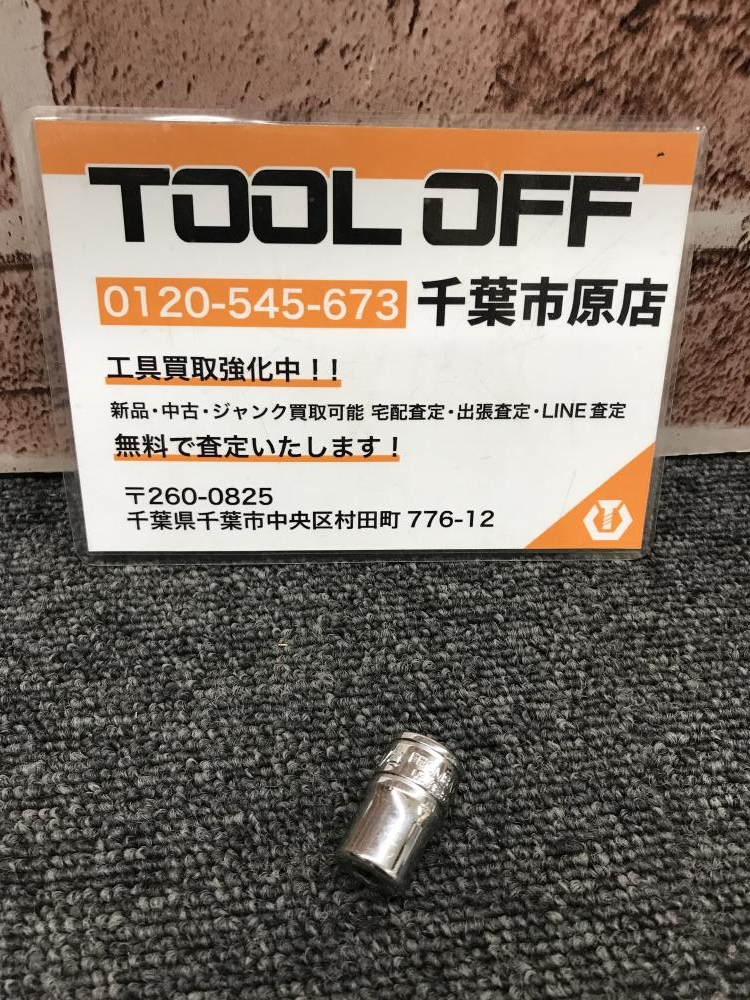 TOOL OFF
0120-545-673 千葉市原店
工具買取強化中！！
新品・中古・ジャンク買取可能 宅配査定・出張査定・LINE査定
無料で査定いたします！
〒260-0825
千葉県千葉市中央区村田町 776-12